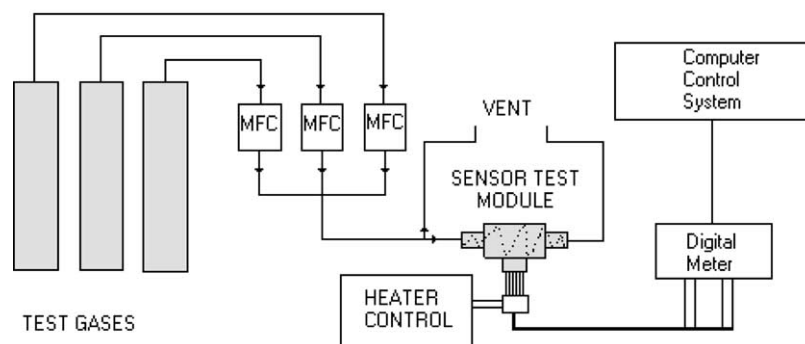 Computer
Control
System
VENT
MFC
MFC
MFC
SENSOR TEST
MODULE
Digital
Meter
HEATER
CONTROL
TEST GASES